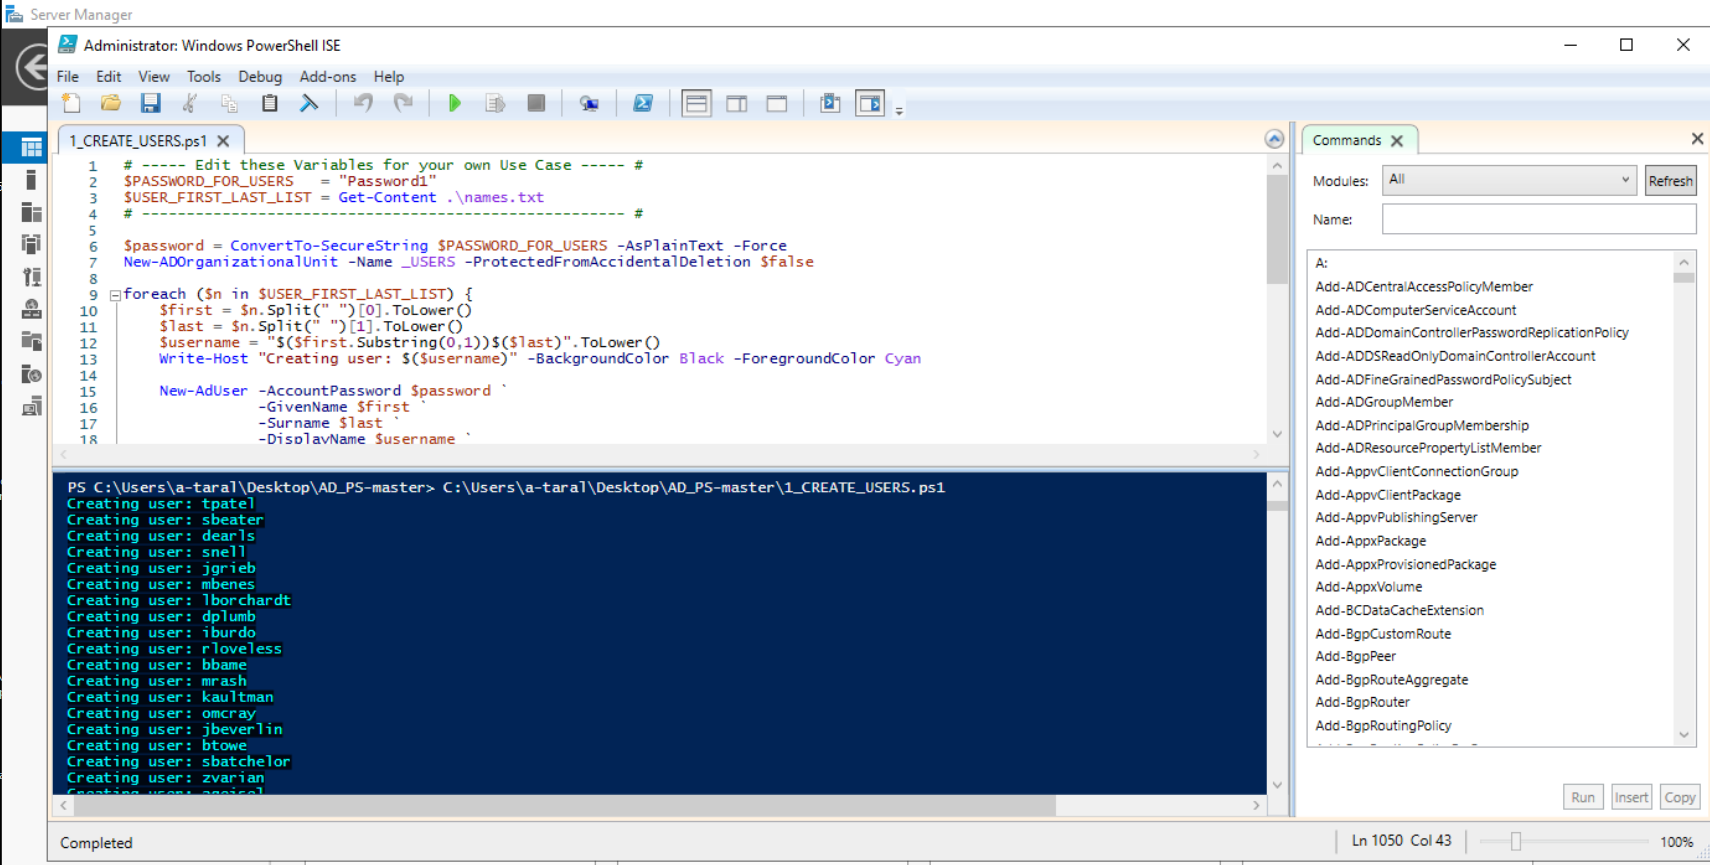 Server Manager
Administrator: Windows PowerShell ISE
File Edit View Tools Debug Add-ons Help
1_CREATE_USERS.ps1
1 # ----- Edit these Variables for your own Use Case ----- #
2 $PASSWORD_FOR_USERS   = "Password1"
3 $USER_FIRST_LAST_LIST = Get-Content .\names.txt
4 # ------------------------------------------------------ #
5
6 $password = ConvertTo-SecureString $PASSWORD_FOR_USERS -AsPlainText -Force
7 New-ADOrganizationalUnit -Name _USERS -ProtectedFromAccidentalDeletion $false
8
9 foreach ($n in $USER_FIRST_LAST_LIST) {
10     $first = $n.Split(" ")[0].ToLower()
11     $last = $n.Split(" ")[1].ToLower()
12     $username = "$($first.Substring(0,1))$($last)".ToLower()
13     Write-Host "Creating user: $($username)" -BackgroundColor Black -ForegroundColor Cyan
14
15     New-AdUser -AccountPassword $password `
16                -GivenName $first `
17                -Surname $last `
18                -DisplayName $username `
PS C:\Users\a-taral\Desktop\AD_PS-master> C:\Users\a-taral\Desktop\AD_PS-master\1_CREATE_USERS.ps1
Creating user: tpatel
Creating user: sbeater
Creating user: dearls
Creating user: snell
Creating user: jgrieb
Creating user: mbenes
Creating user: lborchardt
Creating user: dplumb
Creating user: iburdo
Creating user: rloveless
Creating user: bbame
Creating user: mrash
Creating user: kaultman
Creating user: omcray
Creating user: jbeverlin
Creating user: btowe
Creating user: sbatchelor
Creating user: zvarian
Creating user:
Commands
Modules: All Refresh
Name:
A:
Add-ADCentralAccessPolicyMember
Add-ADComputerServiceAccount
Add-ADDomainControllerPasswordReplicationPolicy
Add-ADDSReadOnlyDomainControllerAccount
Add-ADFineGrainedPasswordPolicySubject
Add-ADGroupMember
Add-ADPrincipalGroupMembership
Add-ADResourcePropertyListMember
Add-AppvClientConnectionGroup
Add-AppvClientPackage
Add-AppvPublishingServer
Add-AppxPackage
Add-AppxProvisionedPackage
Add-AppxVolume
Add-BCDataCacheExtension
Add-BgpCustomRoute
Add-BgpPeer
Add-BgpRouteAggregate
Add-BgpRouter
Add-BgpRoutingPolicy
Run Insert Copy
Completed
Ln 1050 Col 43
100%